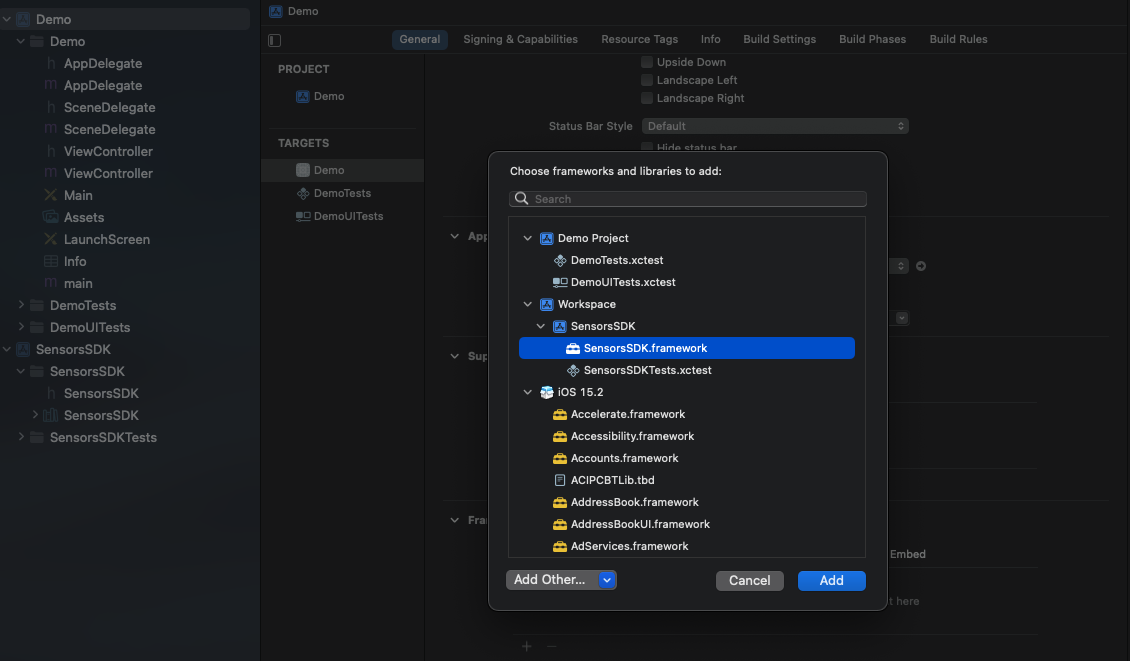 Demo
Demo
AppDelegate
AppDelegate
SceneDelegate
SceneDelegate
ViewController
ViewController
Main
Assets
LaunchScreen
Info
main
DemoTests
DemoUITests
SensorsSDK
SensorsSDK
SensorsSDK
SensorsSDK
SensorsSDKTests
Demo
General Signing & Capabilities Resource Tags Info Build Settings Build Phases Build Rules
PROJECT
Demo
TARGETS
Demo
DemoTests
DemoUITests
Upside Down
Landscape Left
Landscape Right
Status Bar Style Default
Hide status bar
App
Sup
Fra
Embed
t here
Choose frameworks and libraries to add:
Search
Demo Project
DemoTests.xctest
DemoUITests.xctest
Workspace
SensorsSDK
SensorsSDK.framework
SensorsSDKTests.xctest
iOS 15.2
Accelerate.framework
Accessibility.framework
Accounts.framework
ACIPCBTLib.tbd
AddressBook.framework
AddressBookUI.framework
AdServices.framework
Add Other... Cancel Add